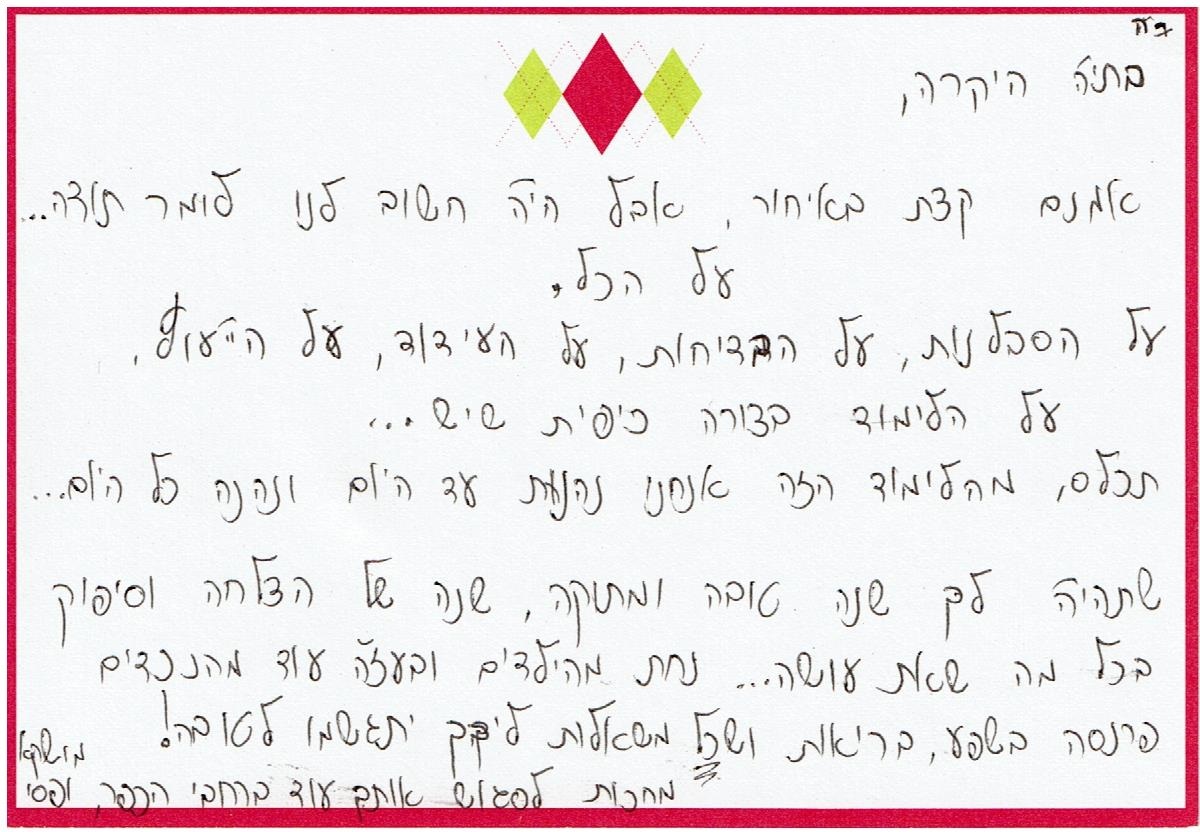 ב"ה
בתיה היקרה,
אמנם קצת באיחור, אבל היה חשוב לנו לומר תודה...
על הכל.
על הסבלנות, על הבדיחות, על העידוד, על הייעוץ,
על הלימוד בצורה כיפית שיש...
תכלס, מהלימוד הזה אנחנו נהנות עד היום ונהנה כל היום...
שתהיה לך שנה טובה ומתוקה, שנה של הצלחה וסיפוק
בכל מה שאת עושה... נחת מהילדים ובעז"ה עוד מהנכדים
פרנסה בשפע, בריאות ושכל משאלות ליבך יתגשמו לטובה!
מחכות לפגוש אותך עוד ברחבי הכפר, ופסי
מושקא